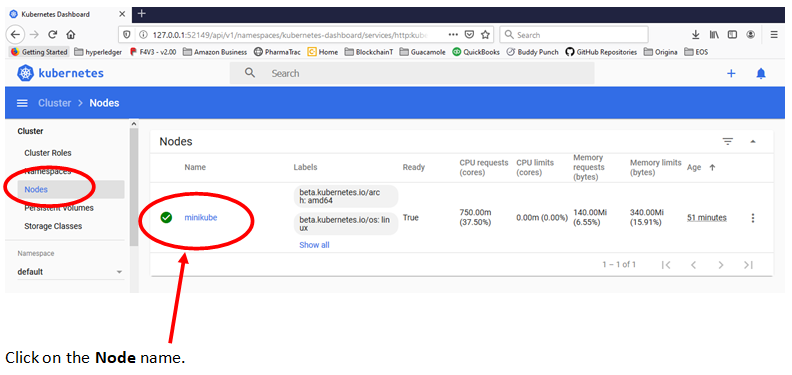 Kubernetes Dashboard
127.0.0.1:52149/api/v1/namespaces/kubernetes-dashboard/services/http:kube
Search
Getting Started
hyperledger
F4V3 - v2.00
Amazon Business
PharmaTrac
Home
BlockchainT
Guacamole
QuickBooks
Buddy Punch
GitHub Repositories
Origina
EOS
kubernetes
Search
Cluster > Nodes
Cluster
Cluster Roles
Namespaces
Nodes
Persistent Volumes
Storage Classes
Namespace
default
Nodes
Name Labels Ready CPU requests (cores) CPU limits (cores) Memory requests (bytes) Memory limits (bytes) Age
minikube
beta.kubernetes.io/arc
h: amd64
beta.kubernetes.io/os: lin
ux
Show all
True
750.00m
(37.50%)
0.00m (0.00%)
140.00Mi
(6.55%)
340.00Mi
(15.91%)
51 minutes
1 – 1 of 1
Click on the Node name.